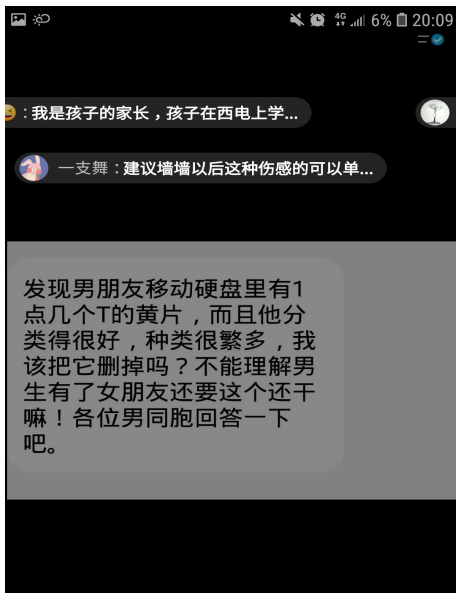 4G 6% 20:09
：我是孩子的家长，孩子在西电上学...
一支舞：建议墙墙以后这种伤感的可以单...
发现男朋友移动硬盘里有1
点几个T的黄片，而且他分
类得很好，种类很繁多，我
该把它删掉吗？不能理解男
生有了女朋友还要这个还干
嘛！各位男同胞回答一下
吧。